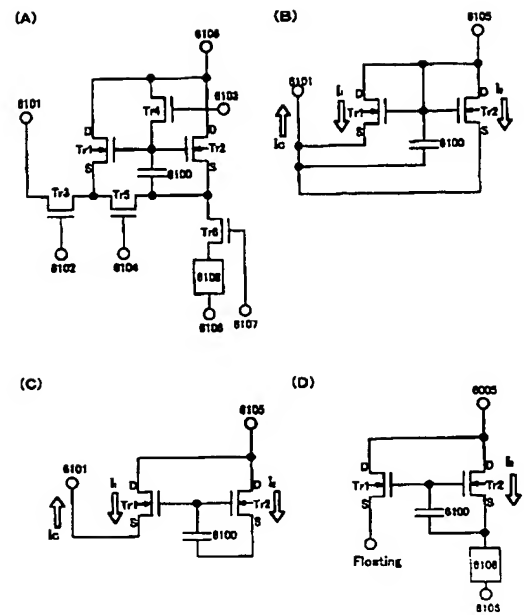 (A)
6106
6101
Tr4
6103
D
D
Tr1
Tr2
S
6100
S
Tr3
Tr5
Tr6
6102
6104
6108
6106
6107
(B)
6105
6101
D
D
I₁
I₂
Tr1
Tr2
Ic
S
6100
S
(C)
6105
6101
I₁
D
D
I₂
Tr1
Tr2
Ic
S
6100
S
(D)
6005
D
D
I₂
Tr1
Tr2
S
6100
S
Floating
6108
6105